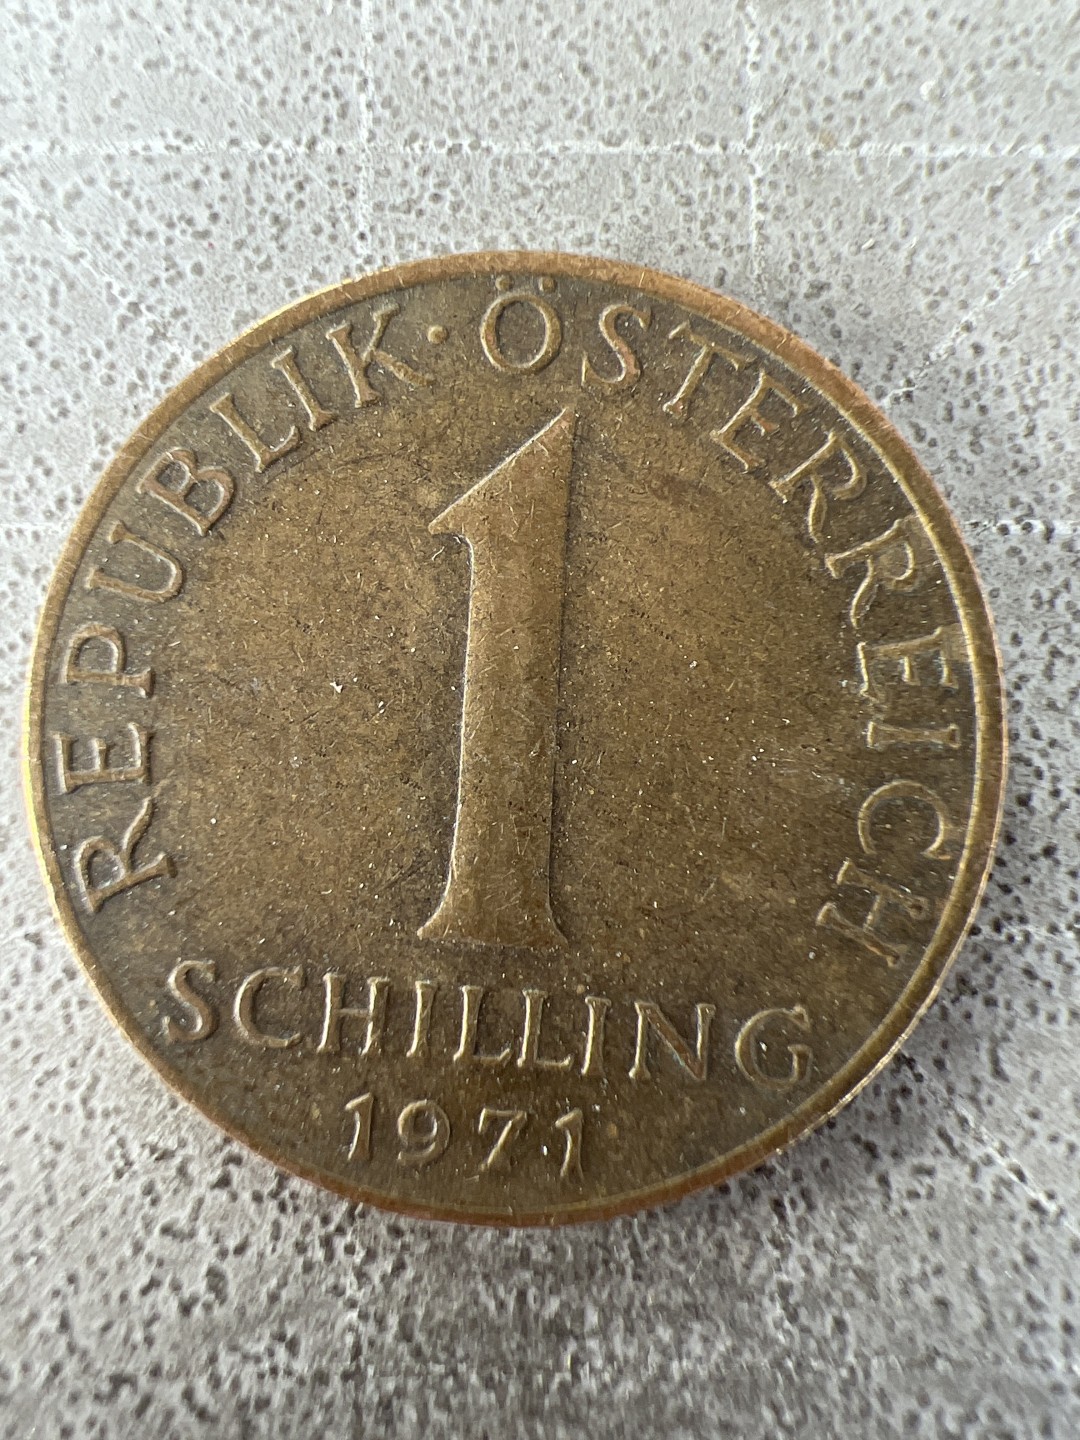 REPUBLIK · ÖSTERREICH
1
SCHILLING
1971